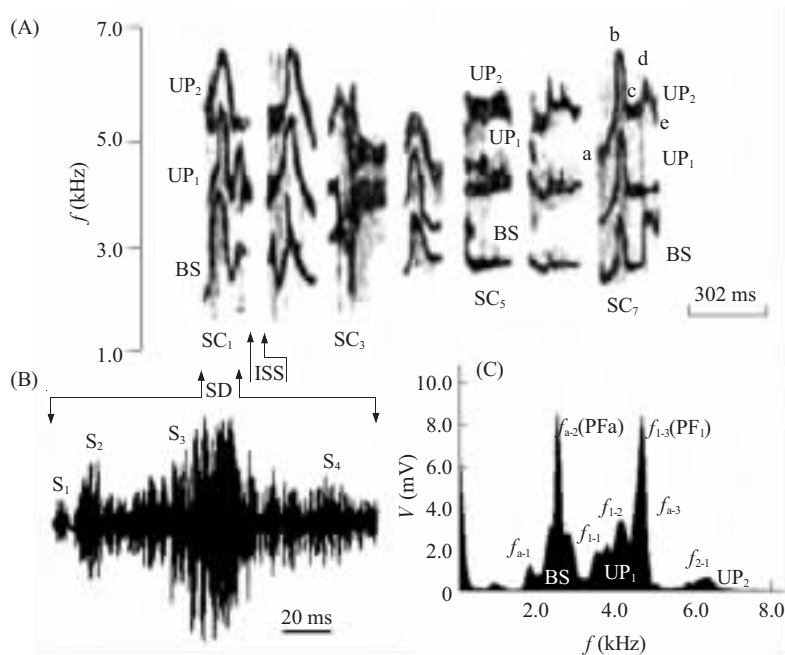 (A)
7.0
5.0
3.0
1.0
f (kHz)
UP₂
UP₁
BS
UP₂
UP₁
BS
a
b
c
d
e
UP₂
UP₁
BS
SC₁
SC₃
SC₅
SC₇
302 ms
ISS
(B)
SD
S₁
S₂
S₃
S₄
20 ms
(C)
10.0
8.0
6.0
4.0
2.0
0
V (mV)
fₐ₋₂(PFa)
f₁₋₃(PF₁)
fₐ₋₁
f₁₋₁
f₁₋₂
fₐ₋₃
f₂₋₁
BS
UP₁
UP₂
2.0
4.0
6.0
8.0
f (kHz)